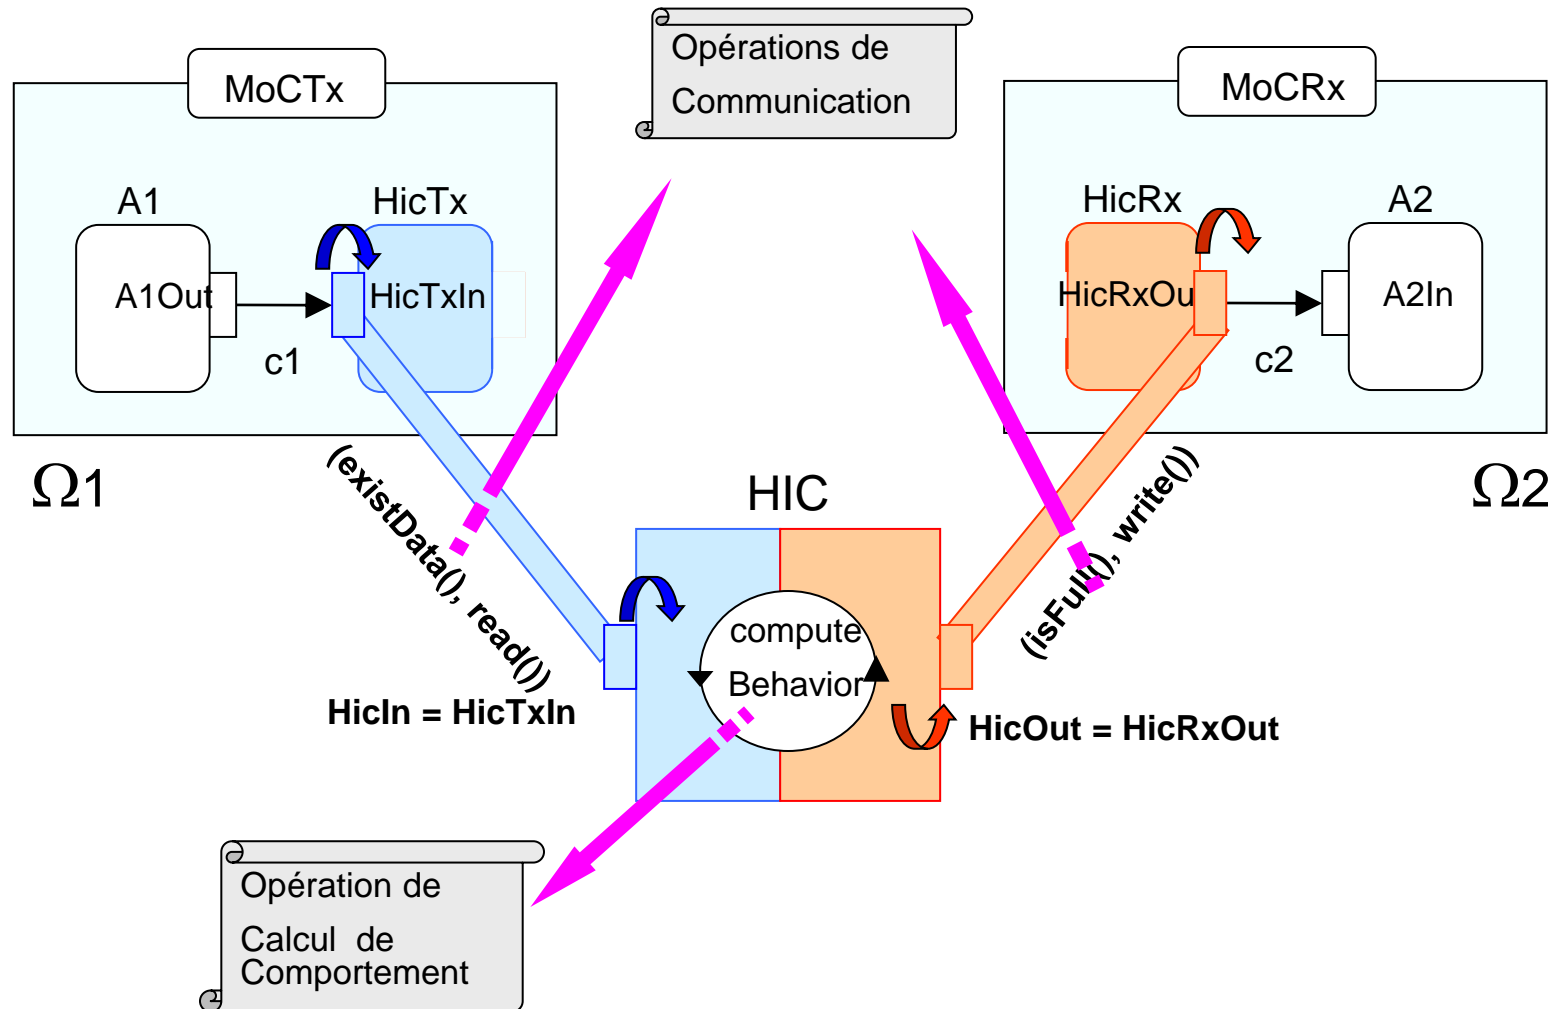 Opérations de
Communication
MoCTx
MoCRx
A1
HicTx
HicRx
A2
A1Out
HicTxIn
HicRxOu
A2In
c1
c2
Ω1
Ω2
(existData(), read())
(isFull(), write())
HIC
compute
Behavior
HicIn = HicTxIn
HicOut = HicRxOut
Opération de
Calcul de
Comportement